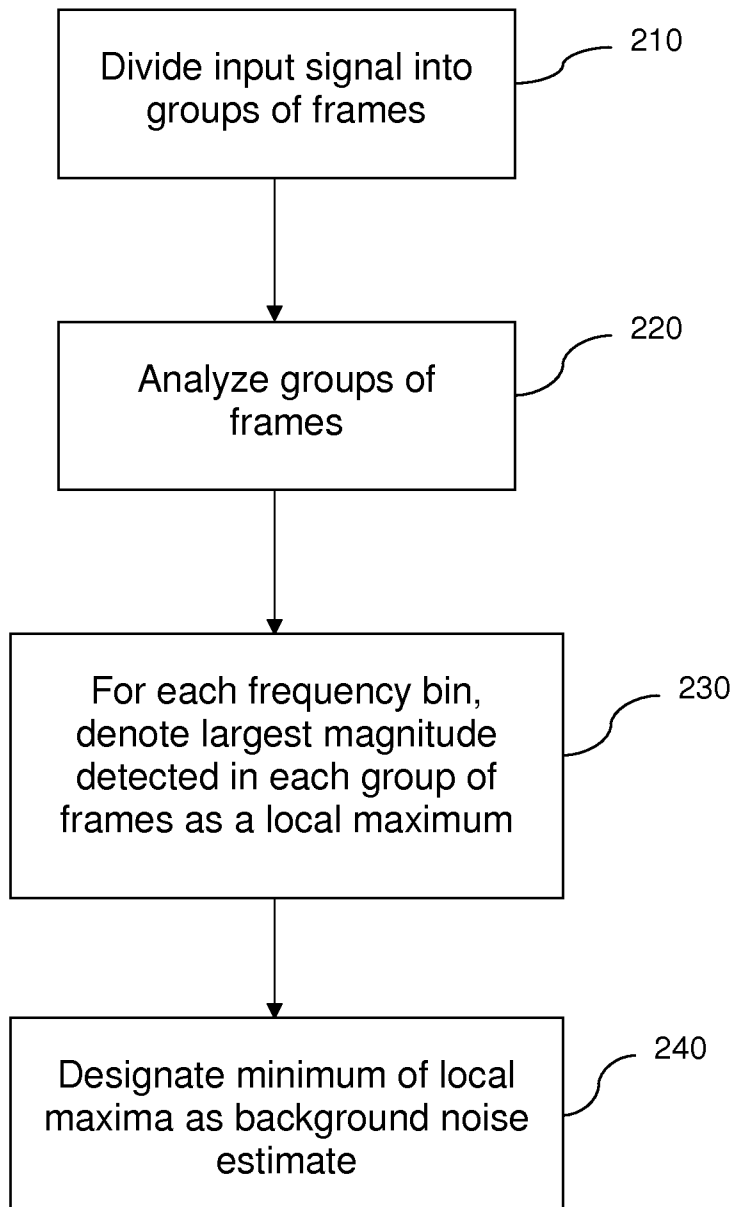 Divide input signal into
groups of frames
210
Analyze groups of
frames
220
For each frequency bin,
denote largest magnitude
detected in each group of
frames as a local maximum
230
Designate minimum of local
maxima as background noise
estimate
240